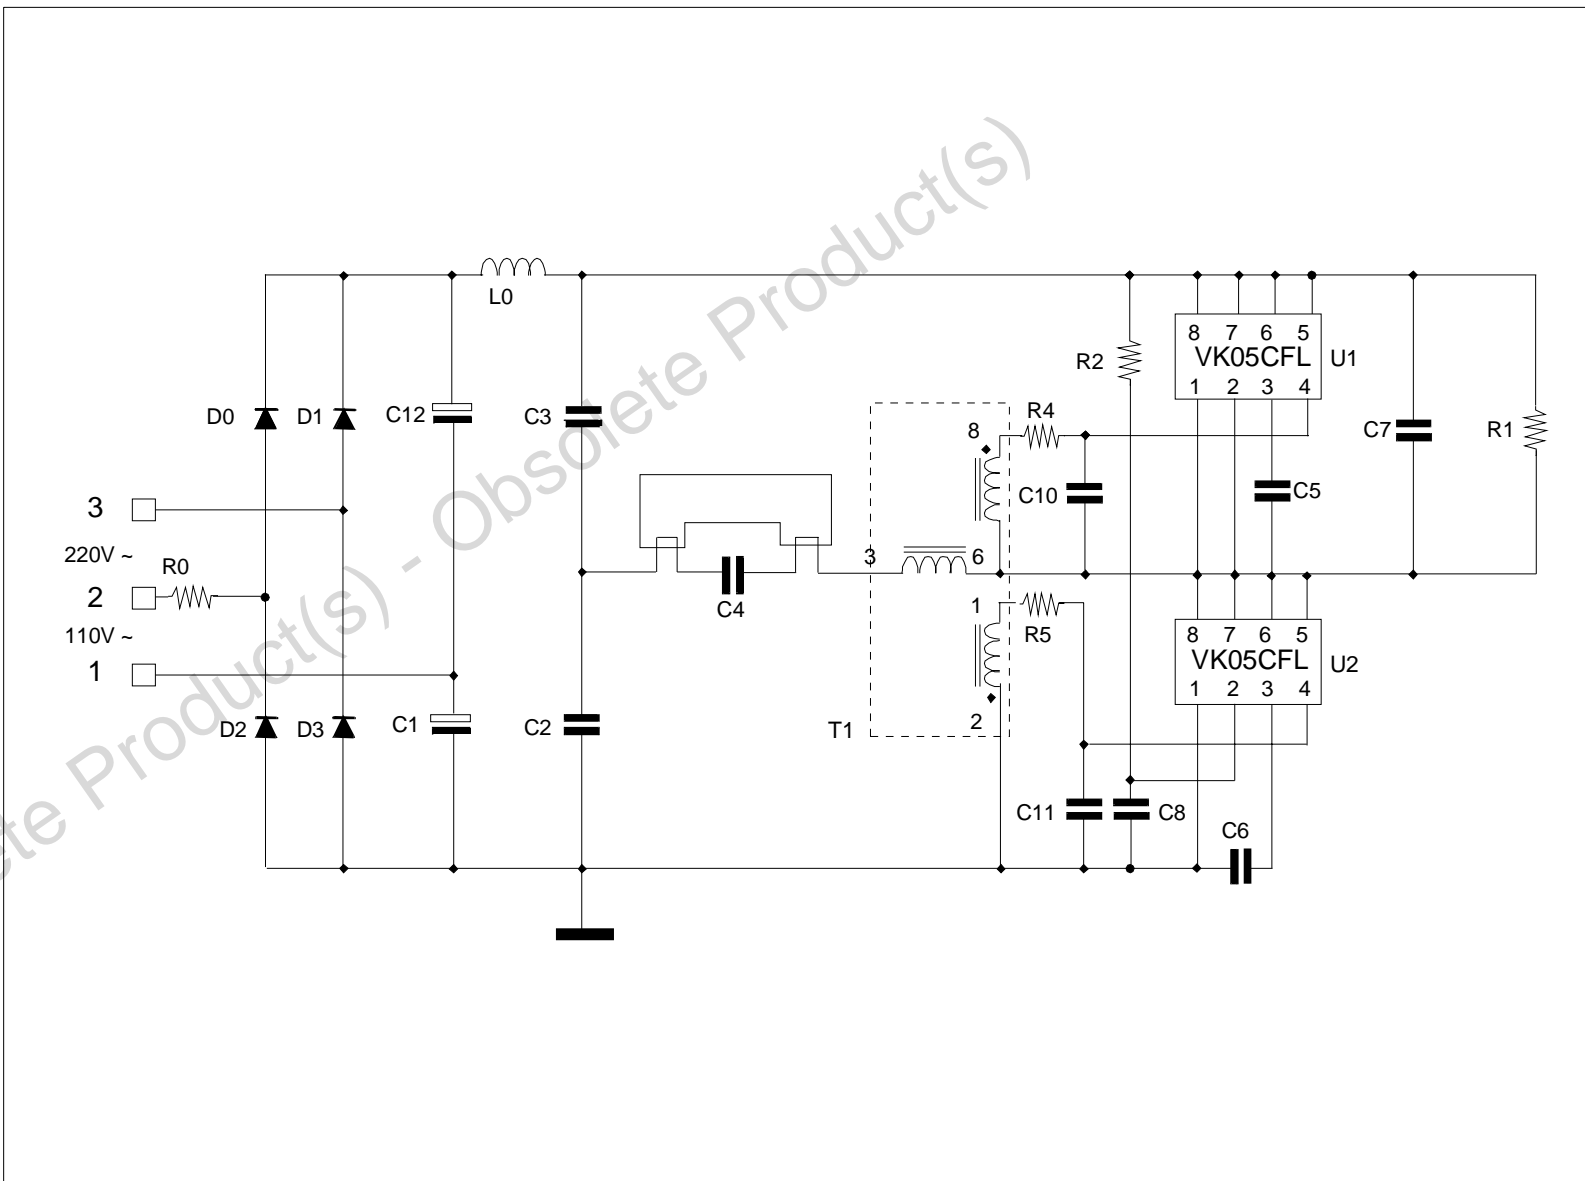 L0
8 7 6 5
VK05CFL U1
1 2 3 4
R2
D0 D1 C12 C3
8 R4
C7 R1
C10 C5
3
220V ~ R0
3 6
2
C4
1 R5
110V ~
1
8 7 6 5
VK05CFL U2
1 2 3 4
D2 D3 C1 C2
T1 2
C11 C8
C6
ete Product(s) - Obsolete Product(s)